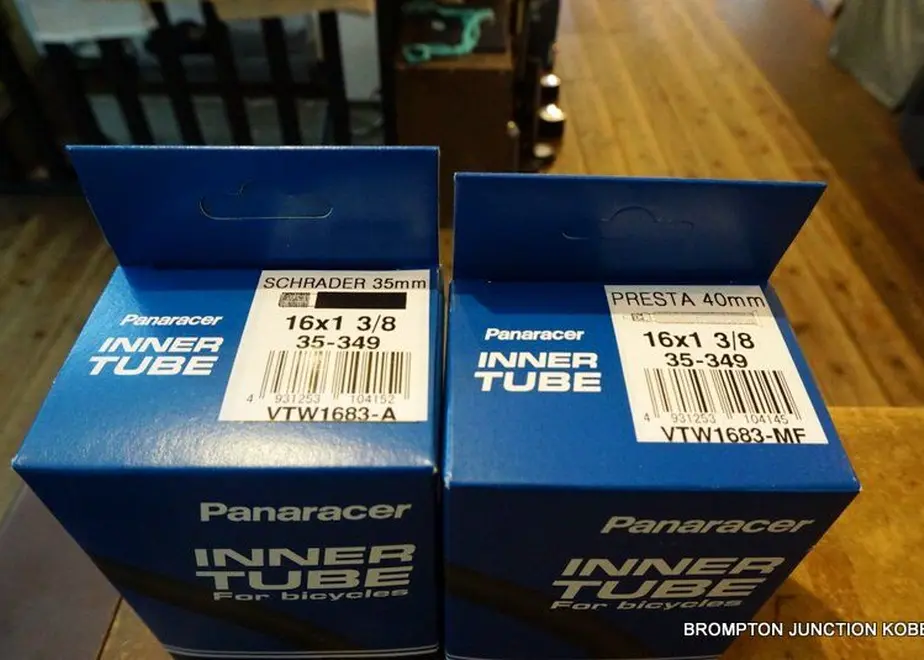 SCHRADER 35mm
Panaracer
INNER
TUBE
16x1 3/8
35-349
4 931253 104152
VTW1683-A
PRESTA 40mm
Panaracer
INNER
TUBE
16x1 3/8
35-349
4 931253 104145
VTW1683-MF
Panaracer
INNER
TUBE
For bicycles
Panaracer
INNER
TUBE
For bicycles
BROMPTON JUNCTION KOBE